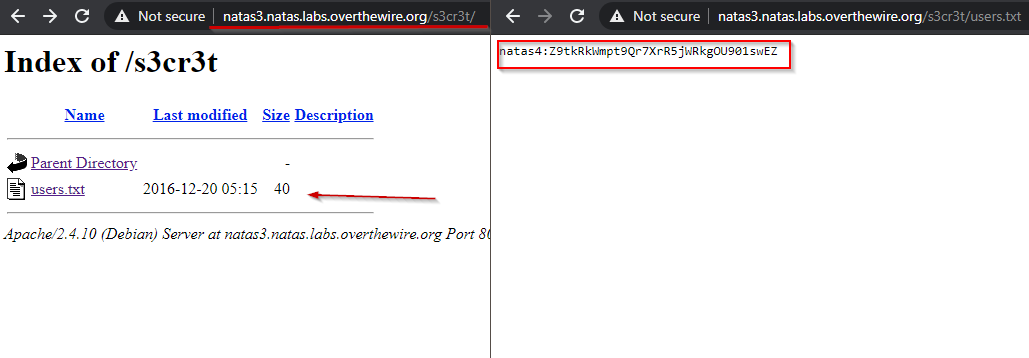 Not secure | natas3.natas.labs.overthewire.org/s3cr3t/
Index of /s3cr3t
Name Last modified Size Description
Parent Directory -
users.txt 2016-12-20 05:15 40
Apache/2.4.10 (Debian) Server at natas3.natas.labs.overthewire.org Port 80
Not secure | natas3.natas.labs.overthewire.org/s3cr3t/users.txt
natas4:Z9tkRkWmpt9Qr7XrR5jWRkgOU901swEZ